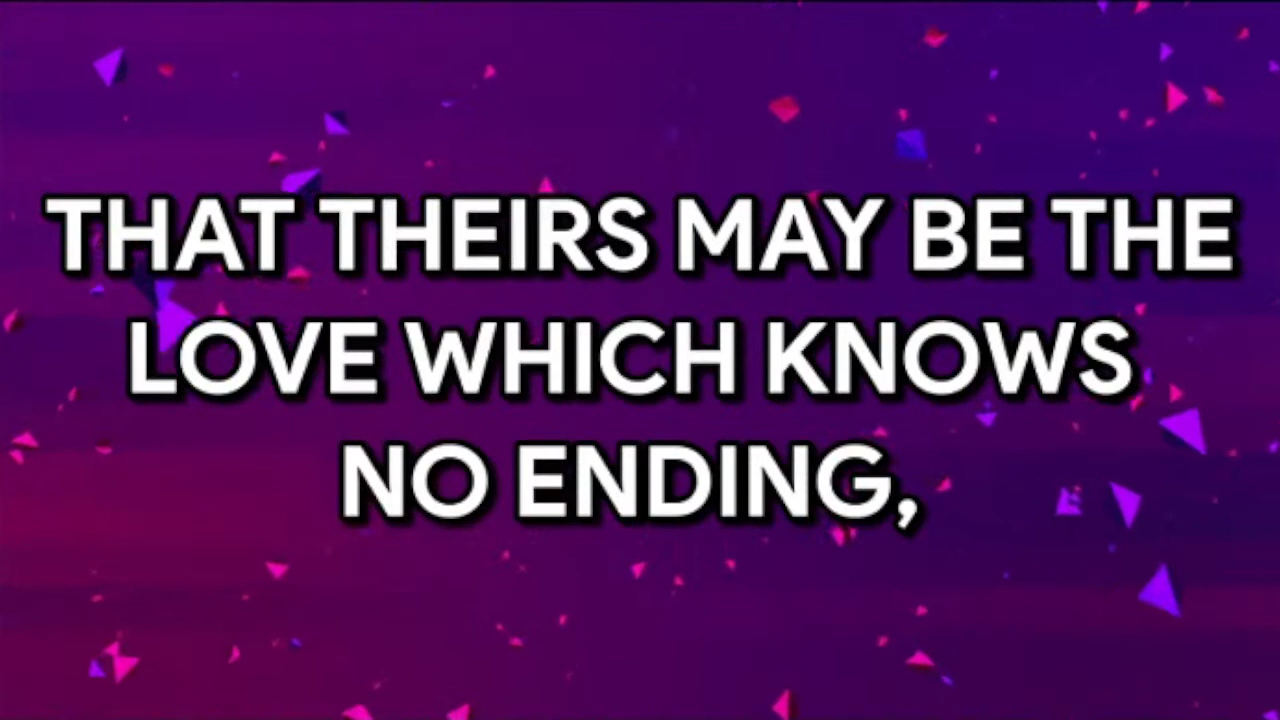 THAT THEIRS MAY BE THE
LOVE WHICH KNOWS
NO ENDING,